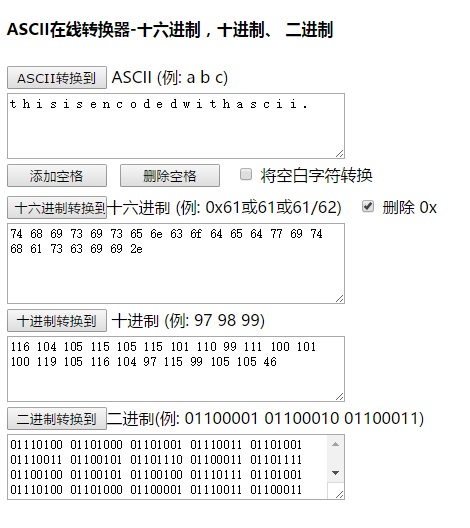 ASCII在线转换器-十六进制，十进制、 二进制
ASCII转换到 ASCII (例: a b c)
t h i s i s e n c o d e d w i t h a s c i i .
添加空格 删除空格 将空白字符转换
十六进制转换到 十六进制 (例: 0x61或61或61/62) 删除 0x
74 68 69 73 69 73 65 6e 63 6f 64 65 64 77 69 74
68 61 73 63 69 69 2e
十进制转换到 十进制 (例: 97 98 99)
116 104 105 115 105 115 101 110 99 111 100 101
100 119 105 116 104 97 115 99 105 105 46
二进制转换到 二进制(例: 01100001 01100010 01100011)
01110100 01101000 01101001 01110011 01101001
01110011 01100101 01101110 01100011 01101111
01100100 01100101 01100100 01110111 01101001
01110100 01101000 01100001 01110011 01100011